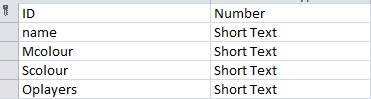 ID Number
name Short Text
Mcolour Short Text
Scolour Short Text
Oplayers Short Text